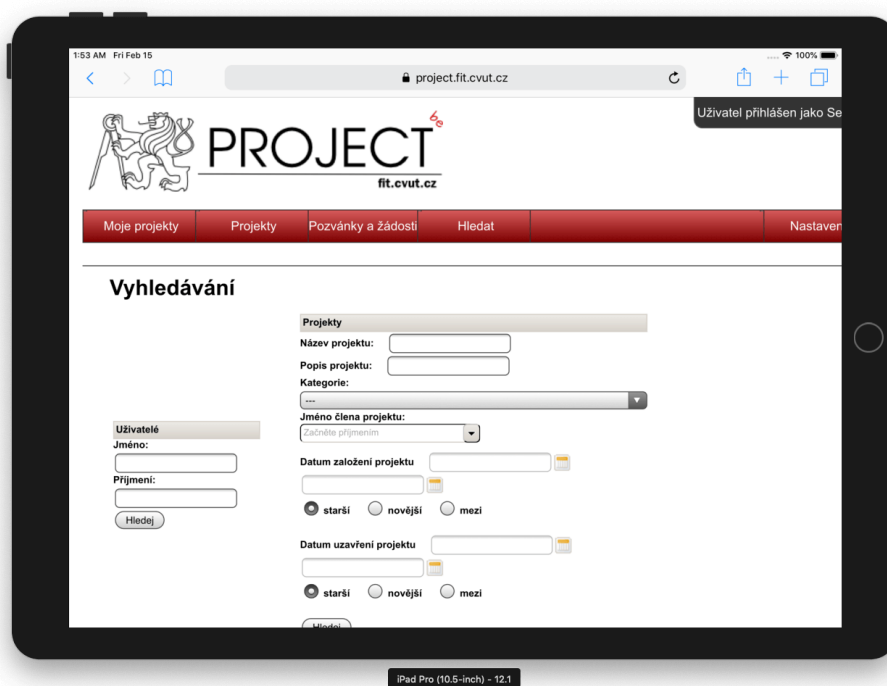 1:53 AM Fri Feb 15
100%
project.fit.cvut.cz
Uživatel přihlášen jako Se
PROJECT
fit.cvut.cz
Moje projekty
Projekty
Pozvánky a žádosti
Hledat
Nastaven
Vyhledávání
Uživatelé
Jméno:
Příjmení:
Hledej
Projekty
Název projektu:
Popis projektu:
Kategorie:
---
Jméno člena projektu:
Začněte příjmením
Datum založení projektu
starší novější mezi
Datum uzavření projektu
starší novější mezi
Hledej
iPad Pro (10.5-inch) - 12.1